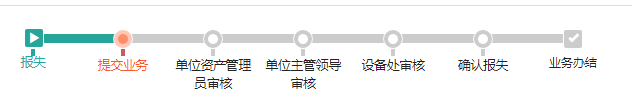 报失
提交业务
单位资产管理
员审核
单位主管领导
审核
设备处审核
确认报失
业务办结